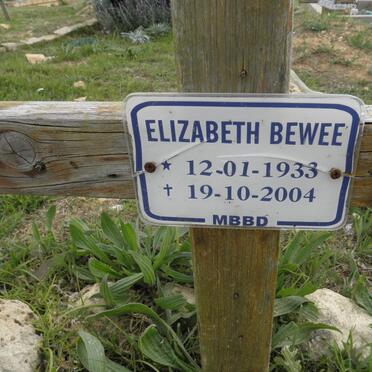 ELIZABETH BEWEE
* 12-01-1933
✝ 19-10-2004
MBBD